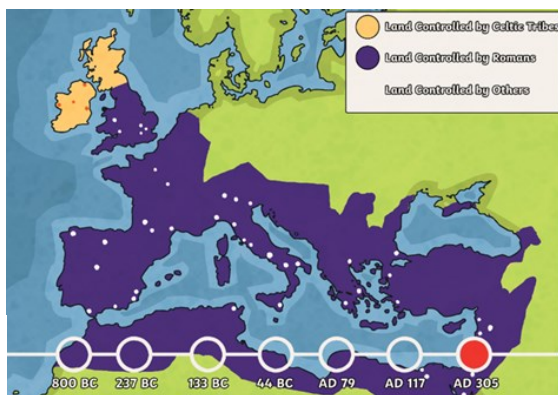 Land Controlled by Celtic Tribes
Land Controlled by Romans
Land Controlled by Others
800 BC 237 BC 133 BC 44 BC AD 79 AD 117 AD 305